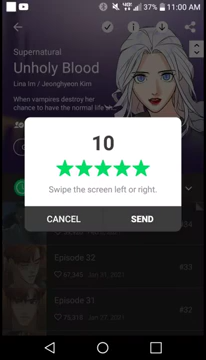 37% 11:00 AM
Supernatural
Unholy Blood
Lina Im / Jeonghyeon Kim
When vampires destroy her
chance to have the normal life
10
Swipe the screen left or right.
CANCEL SEND
#34
Episode 32
#33
Episode 31
#32